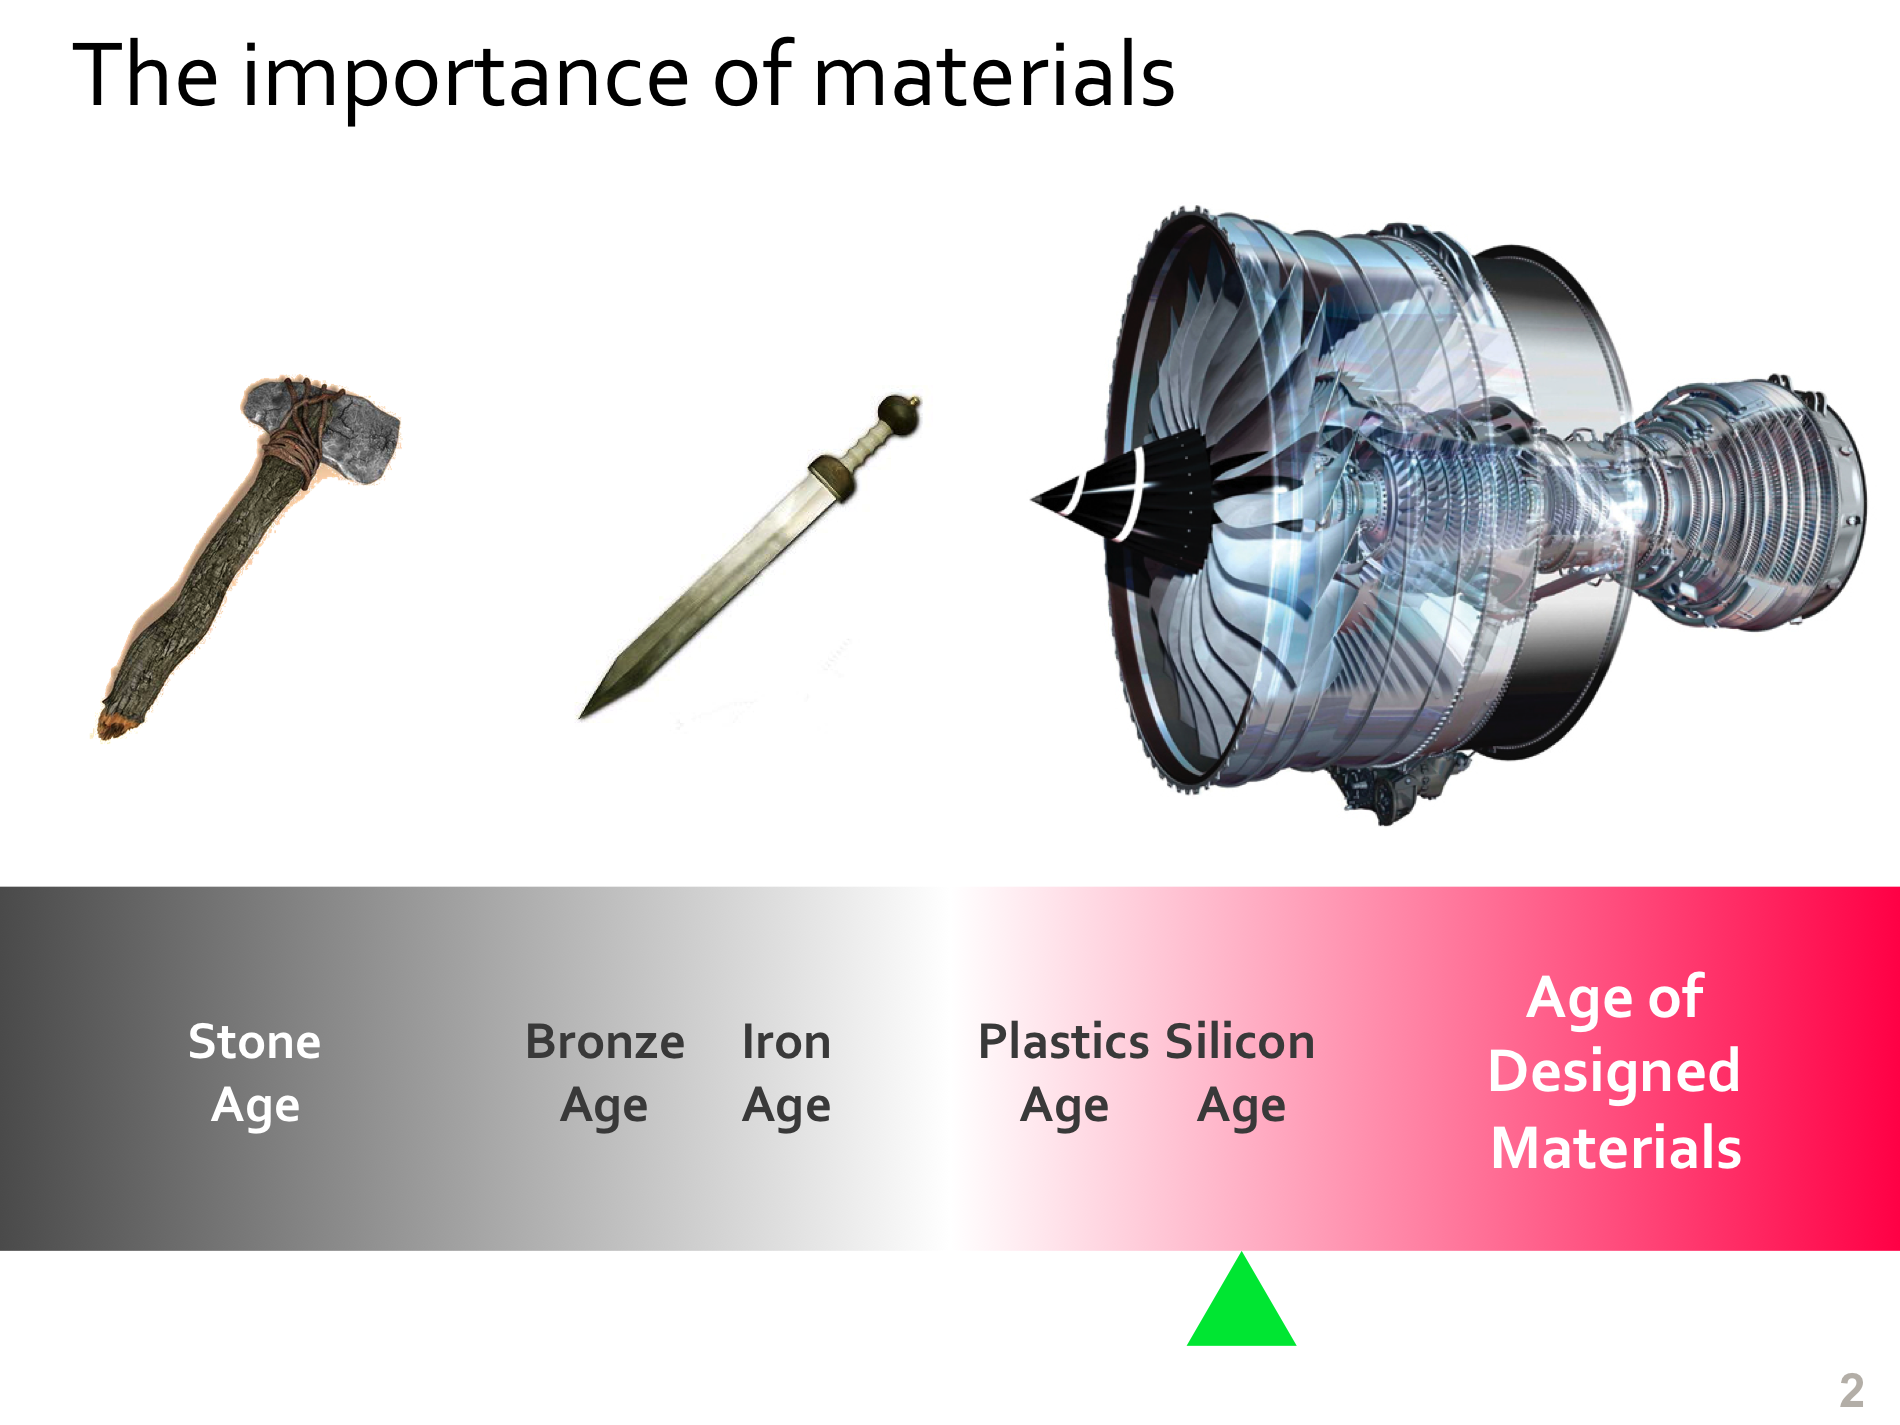 The importance of materials
Stone
Age
Bronze
Age
Iron
Age
Plastics
Age
Silicon
Age
Age of
Designed
Materials
2